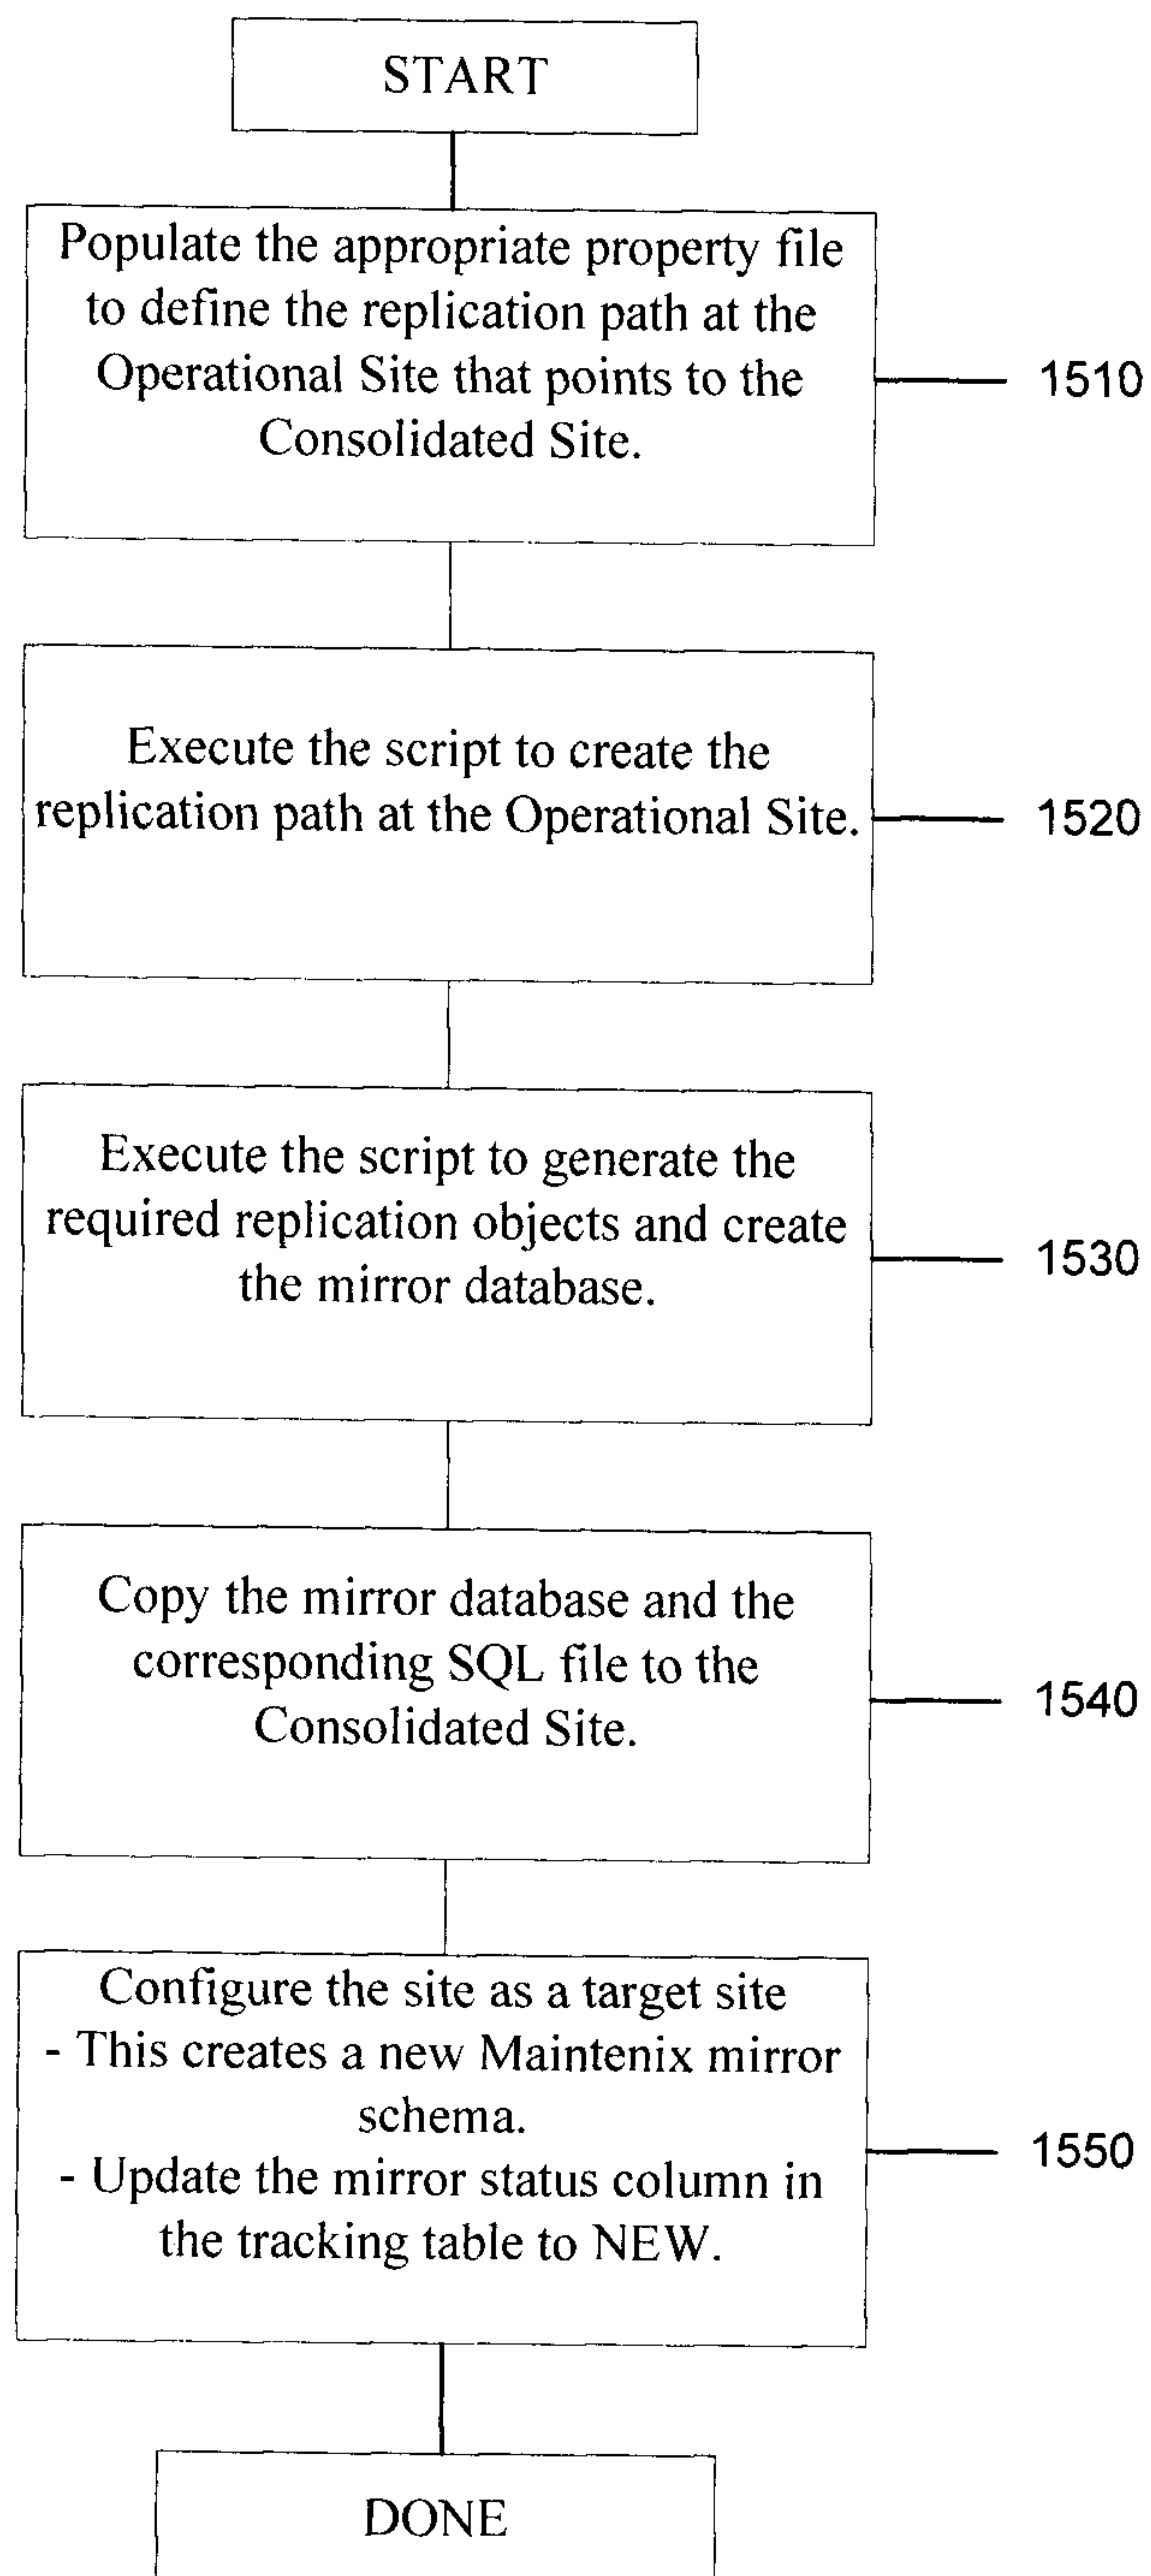 START
Populate the appropriate property file
to define the replication path at the
Operational Site that points to the
Consolidated Site.
1510
Execute the script to create the
replication path at the Operational Site.
1520
Execute the script to generate the
required replication objects and create
the mirror database.
1530
Copy the mirror database and the
corresponding SQL file to the
Consolidated Site.
1540
Configure the site as a target site
- This creates a new Maintenix mirror
schema.
- Update the mirror status column in
the tracking table to NEW.
1550
DONE